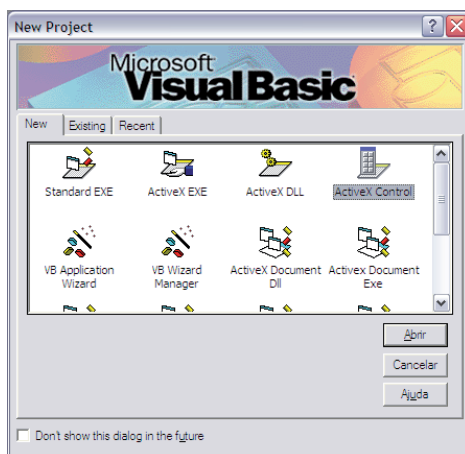 New Project
Microsoft
Visual Basic
New Existing Recent
Standard EXE ActiveX EXE ActiveX DLL ActiveX Control
VB Application Wizard
VB Wizard Manager
ActiveX Document Dll
Activex Document Exe
Abrir
Cancelar
Ajuda
Don't show this dialog in the future